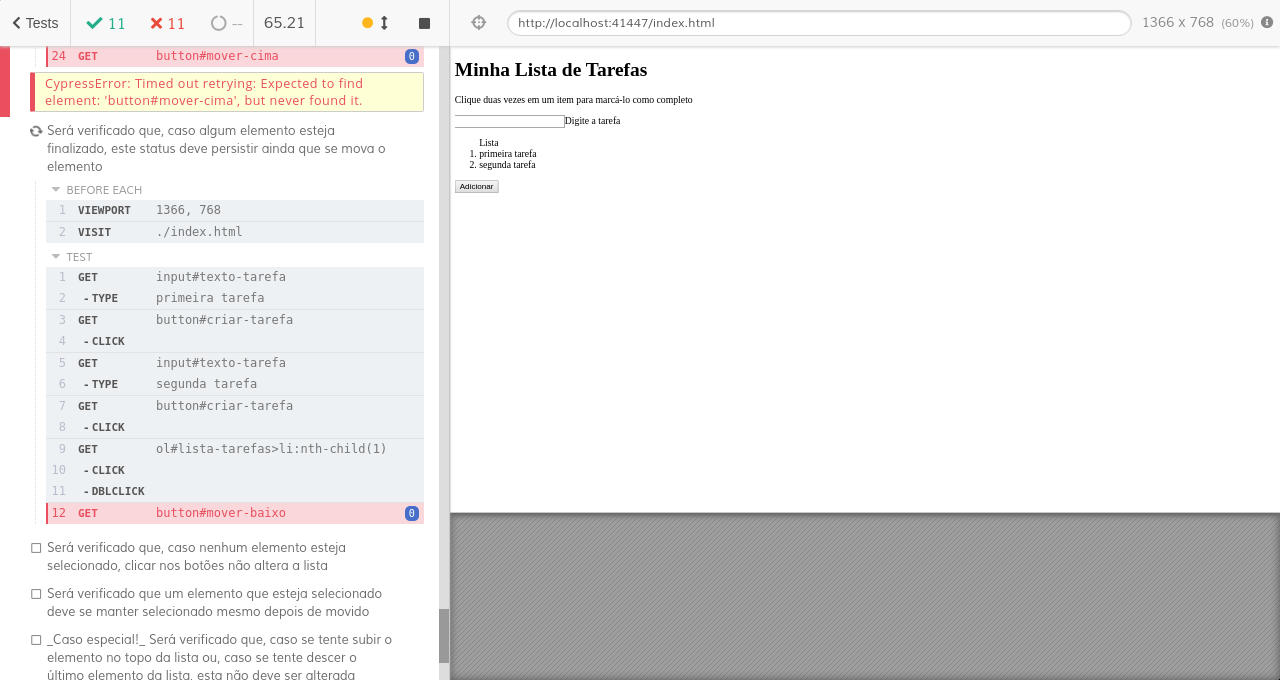 Tests
11
11
--
65.21
http://localhost:41447/index.html
1366 x 768 (60%)
24 GET button#mover-cima 0
CypressError: Timed out retrying: Expected to find
element: 'button#mover-cima', but never found it.
Será verificado que, caso algum elemento esteja
finalizado, este status deve persistir ainda que se mova o
elemento
BEFORE EACH
1 VIEWPORT 1366, 768
2 VISIT ./index.html
TEST
1 GET input#texto-tarefa
2 -TYPE primeira tarefa
3 GET button#criar-tarefa
4 -CLICK
5 GET input#texto-tarefa
6 -TYPE segunda tarefa
7 GET button#criar-tarefa
8 -CLICK
9 GET ol#lista-tarefas>li:nth-child(1)
10 -CLICK
11 -DBLCLICK
12 GET button#mover-baixo 0
Será verificado que, caso nenhum elemento esteja
selecionado, clicar nos botões não altera a lista
Será verificado que um elemento que esteja selecionado
deve se manter selecionado mesmo depois de movido
_Caso especial!_ Será verificado que, caso se tente subir o
elemento no topo da lista ou, caso se tente descer o
último elemento da lista, esta não deve ser alterada
Minha Lista de Tarefas
Clique duas vezes em um item para marcá-lo como completo
Digite a tarefa
Lista
1. primeira tarefa
2. segunda tarefa
Adicionar